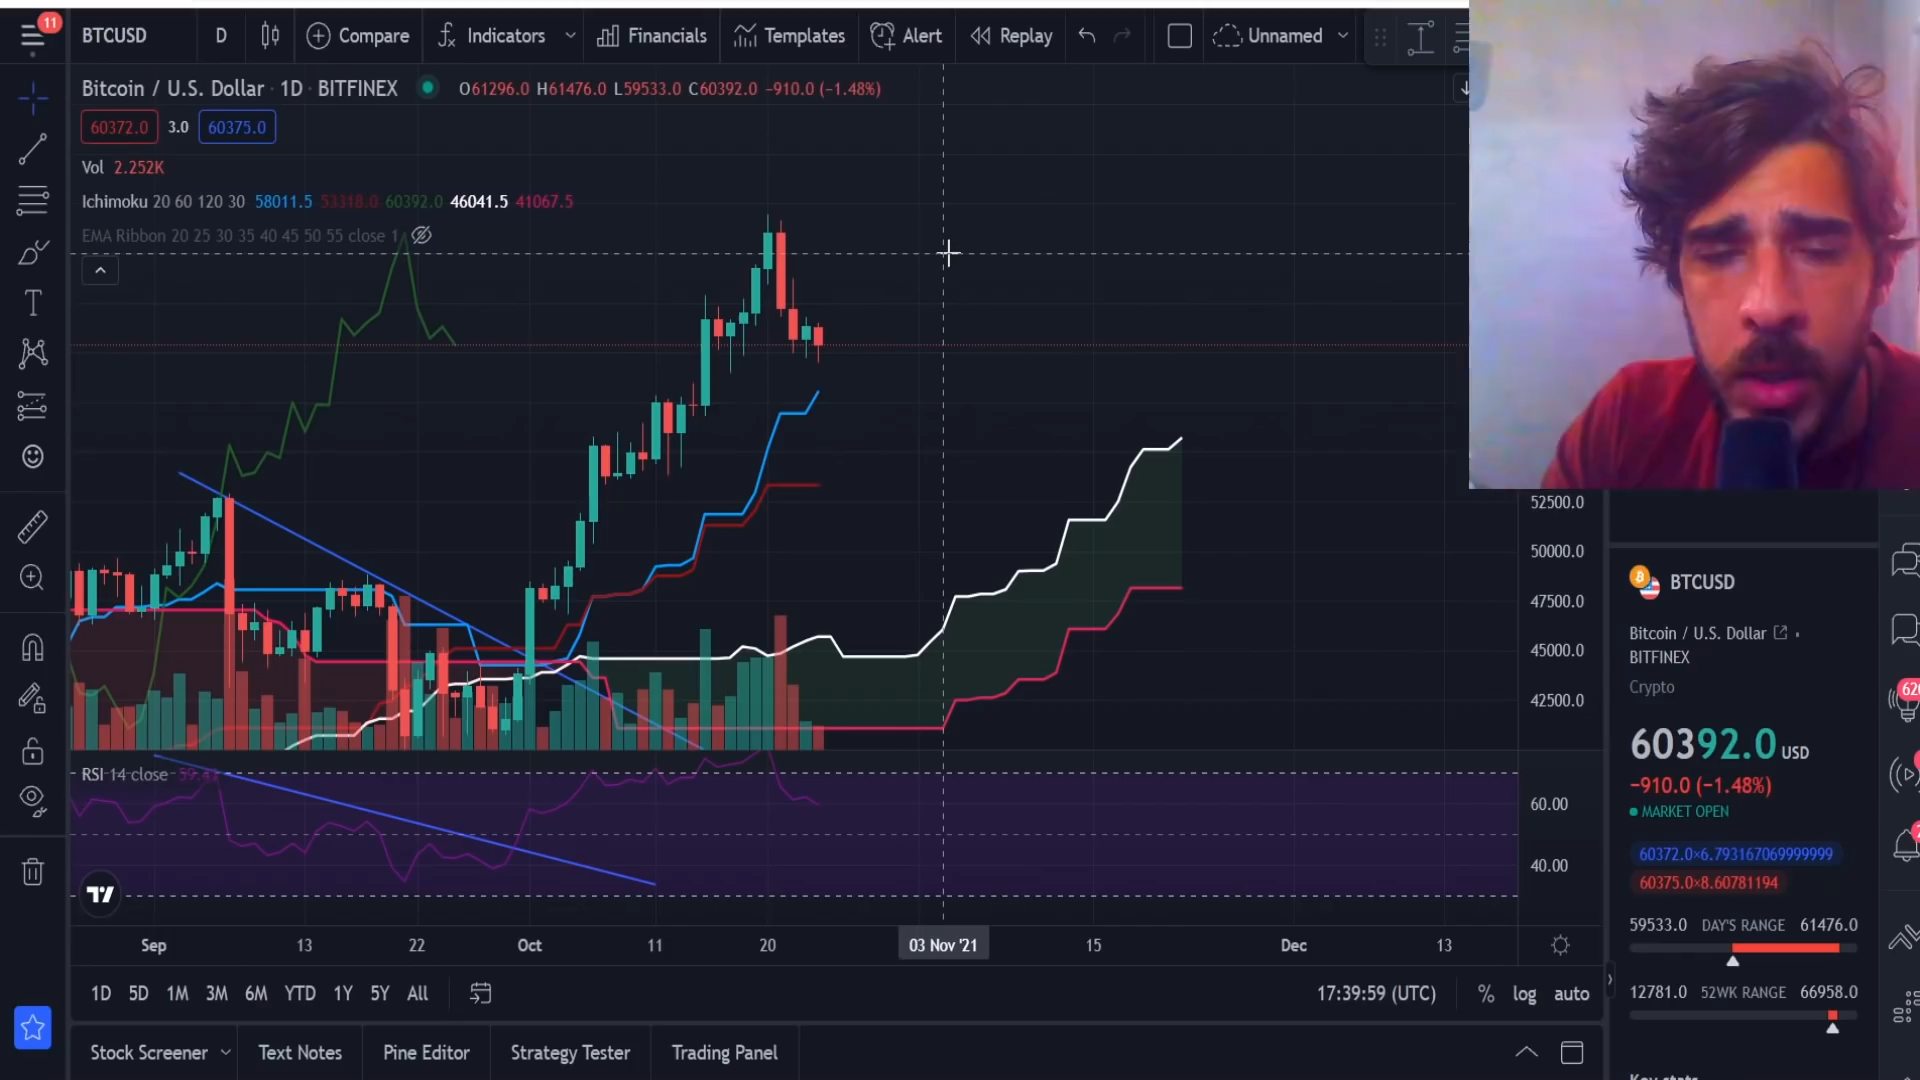 11
BTCUSD D Compare Indicators Financials Templates Alert Replay Unnamed
Bitcoin / U.S. Dollar · 1D · BITFINEX O61296.0 H61476.0 L59533.0 C60392.0 −910.0 (−1.48%)
60372.0 3.0 60375.0
Vol 2.252K
Ichimoku 20 60 120 30 58011.5 53318.0 60392.0 46041.5 41067.5
EMA Ribbon 20 25 30 35 40 45 50 55 close 1
52500.0
50000.0
47500.0
45000.0
42500.0
RSI 14 close
60.00
40.00
Sep 13 22 Oct 11 20 03 Nov '21 15 Dec 13
1D 5D 1M 3M 6M YTD 1Y 5Y All 17:39:59 (UTC) % log auto
Stock Screener Text Notes Pine Editor Strategy Tester Trading Panel
BTCUSD
Bitcoin / U.S. Dollar
BITFINEX
Crypto
60392.0 USD
−910.0 (−1.48%)
MARKET OPEN
60372.0×6.793167069999999
60375.0×8.60781194
59533.0 DAY'S RANGE 61476.0
12781.0 52WK RANGE 66958.0